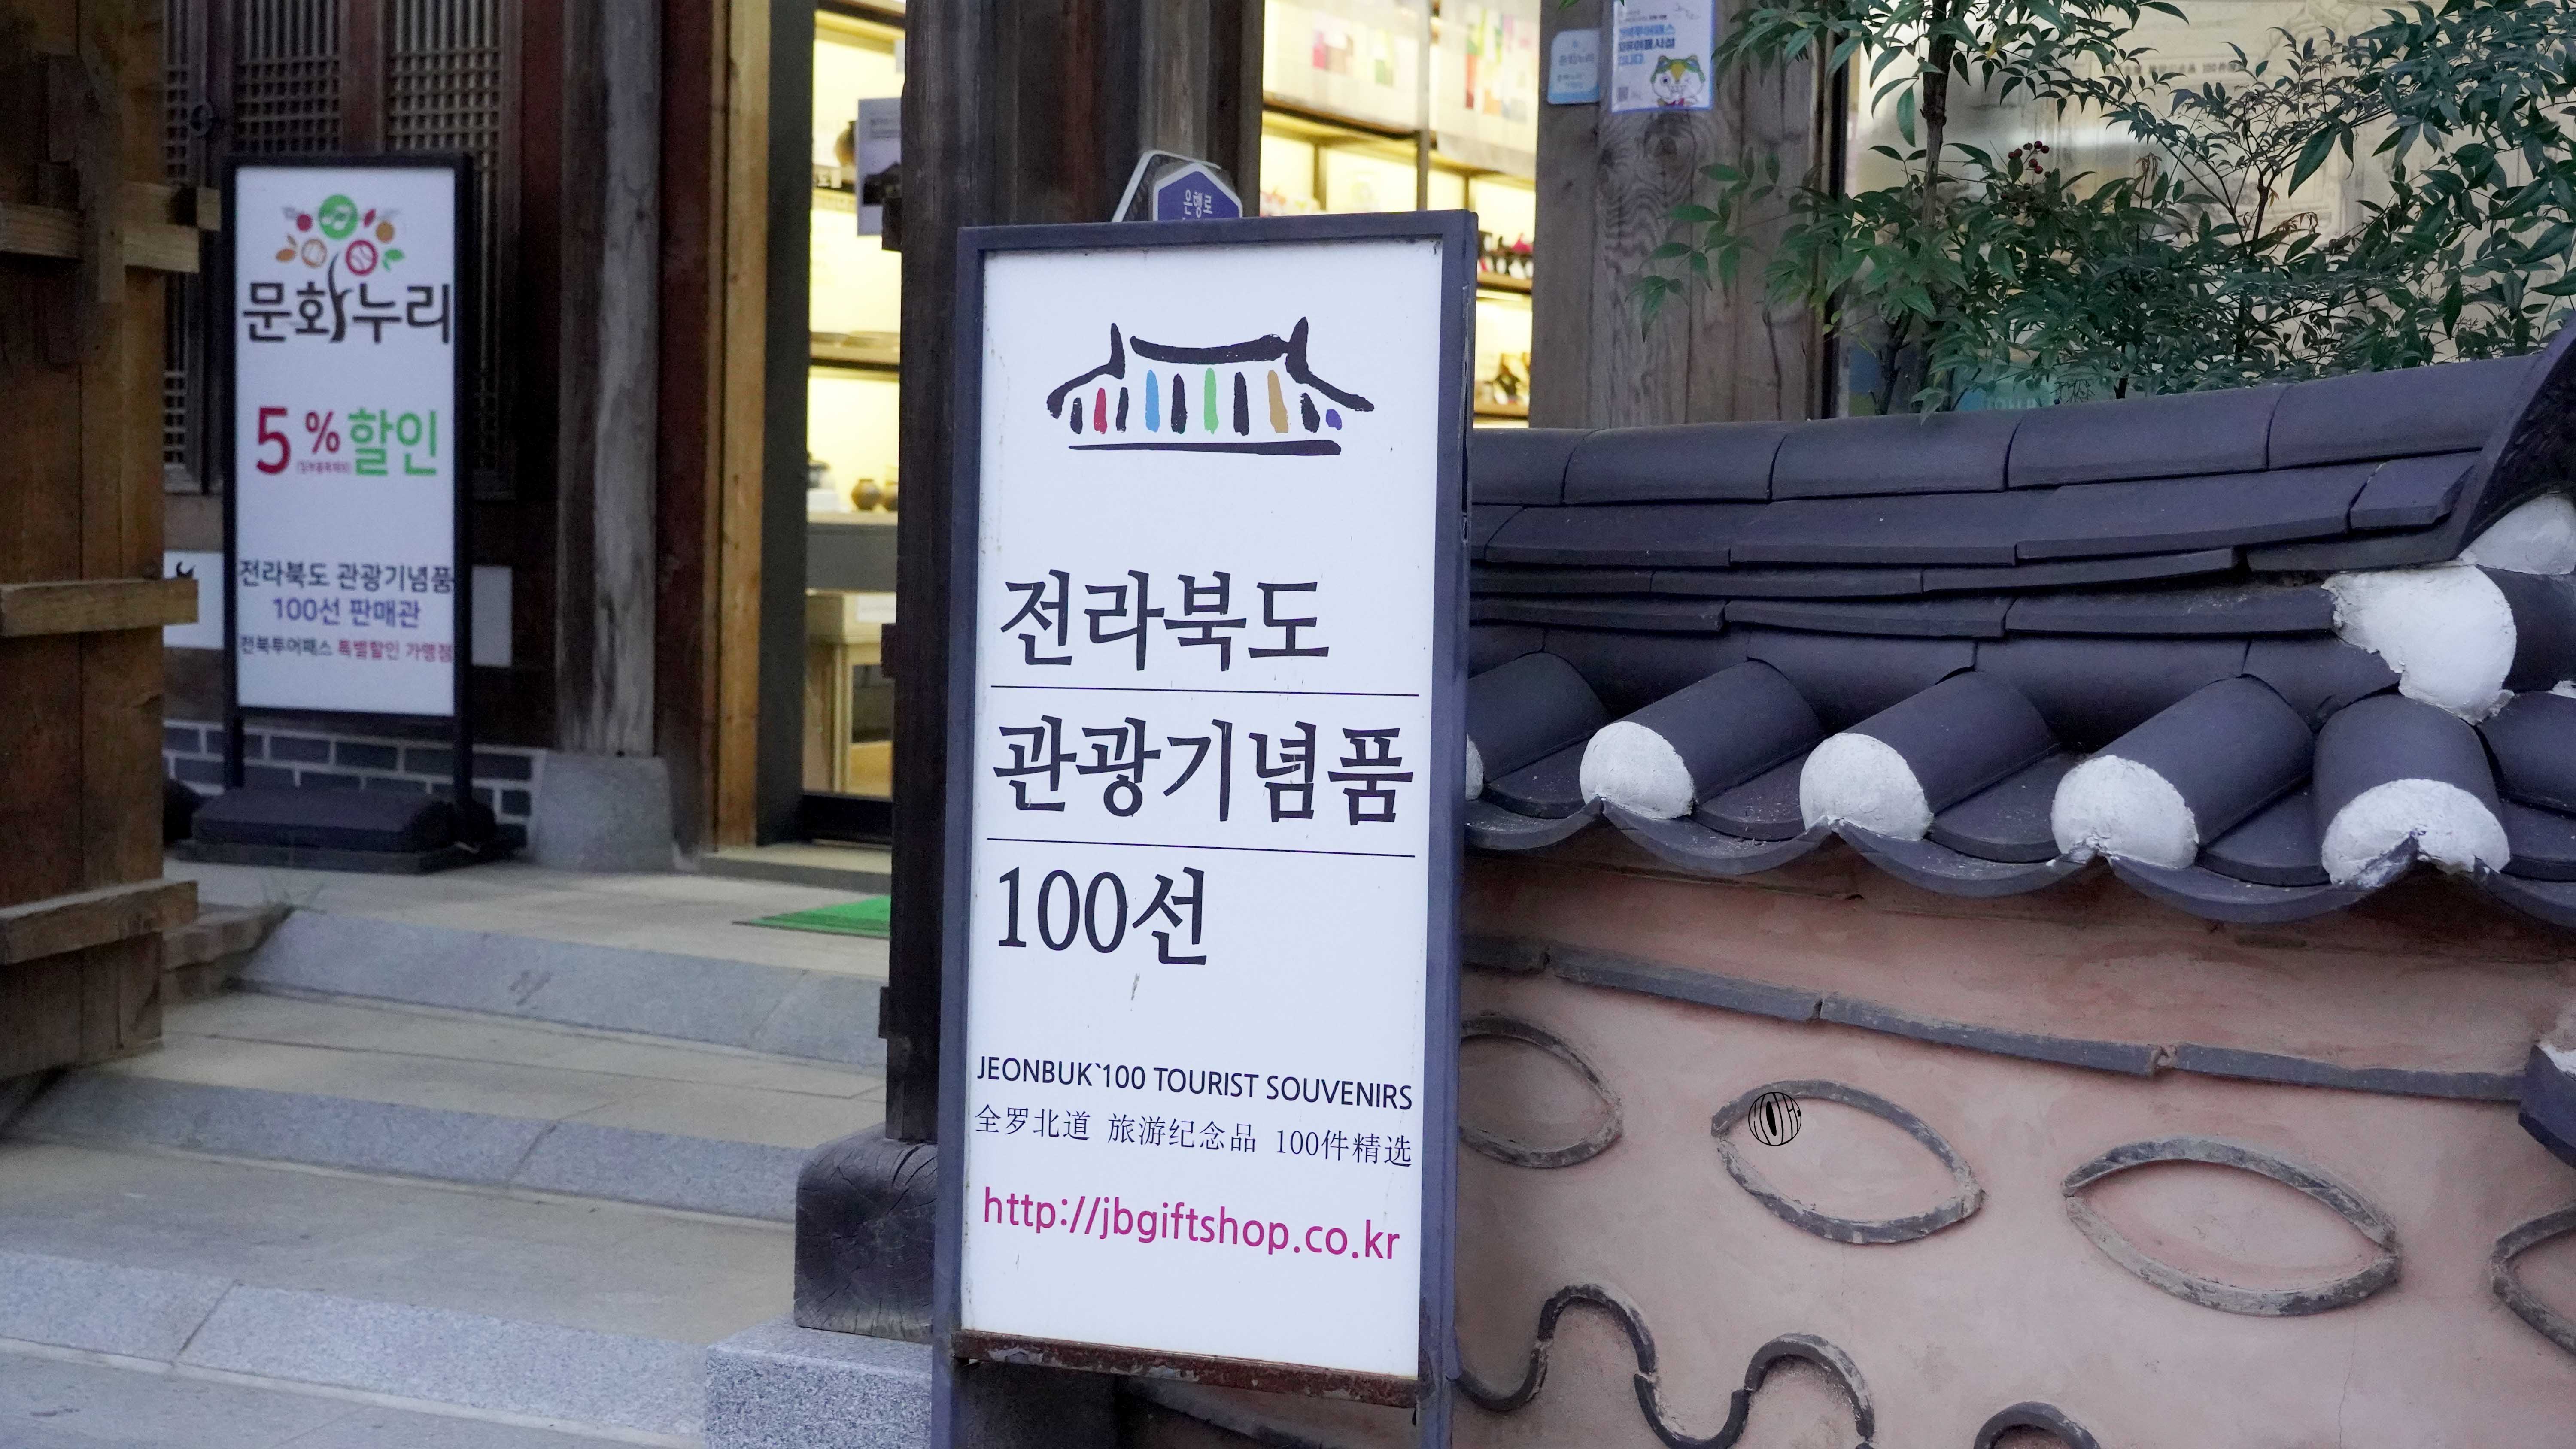 문화누리
5%할인
전라북도 관광기념품
100선 판매관
전북투어패스 특별할인 가맹점
은행로
전라북도
관광기념품
100선
JEONBUK`100 TOURIST SOUVENIRS
全罗北道 旅游纪念品 100件精选
http://jbgiftshop.co.kr